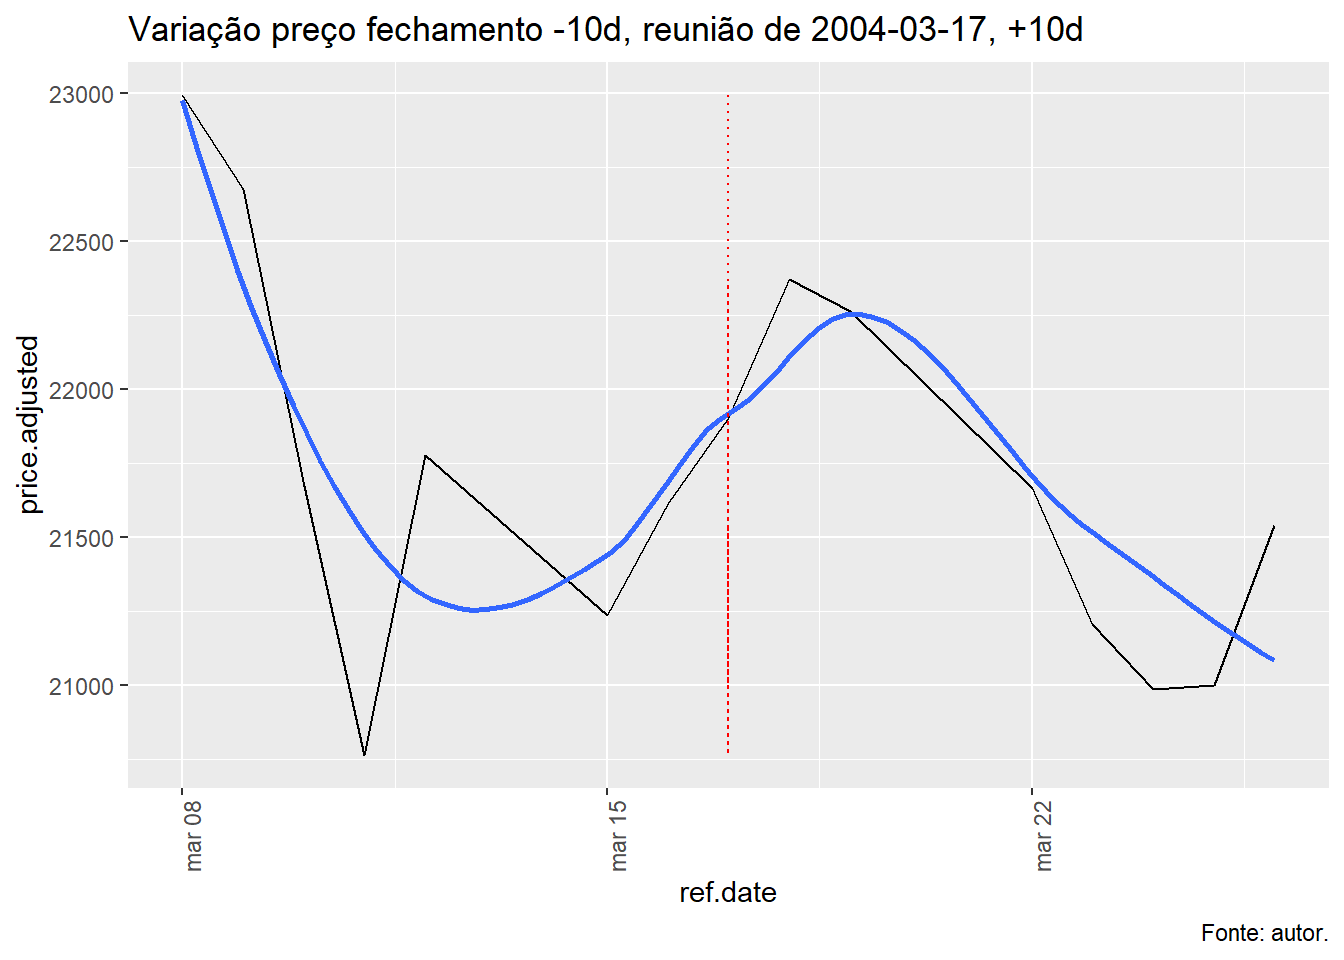 Variação preço fechamento -10d, reunião de 2004-03-17, +10d
price.adjusted
23000
22500
22000
21500
21000
mar 08
mar 15
mar 22
ref.date
Fonte: autor.